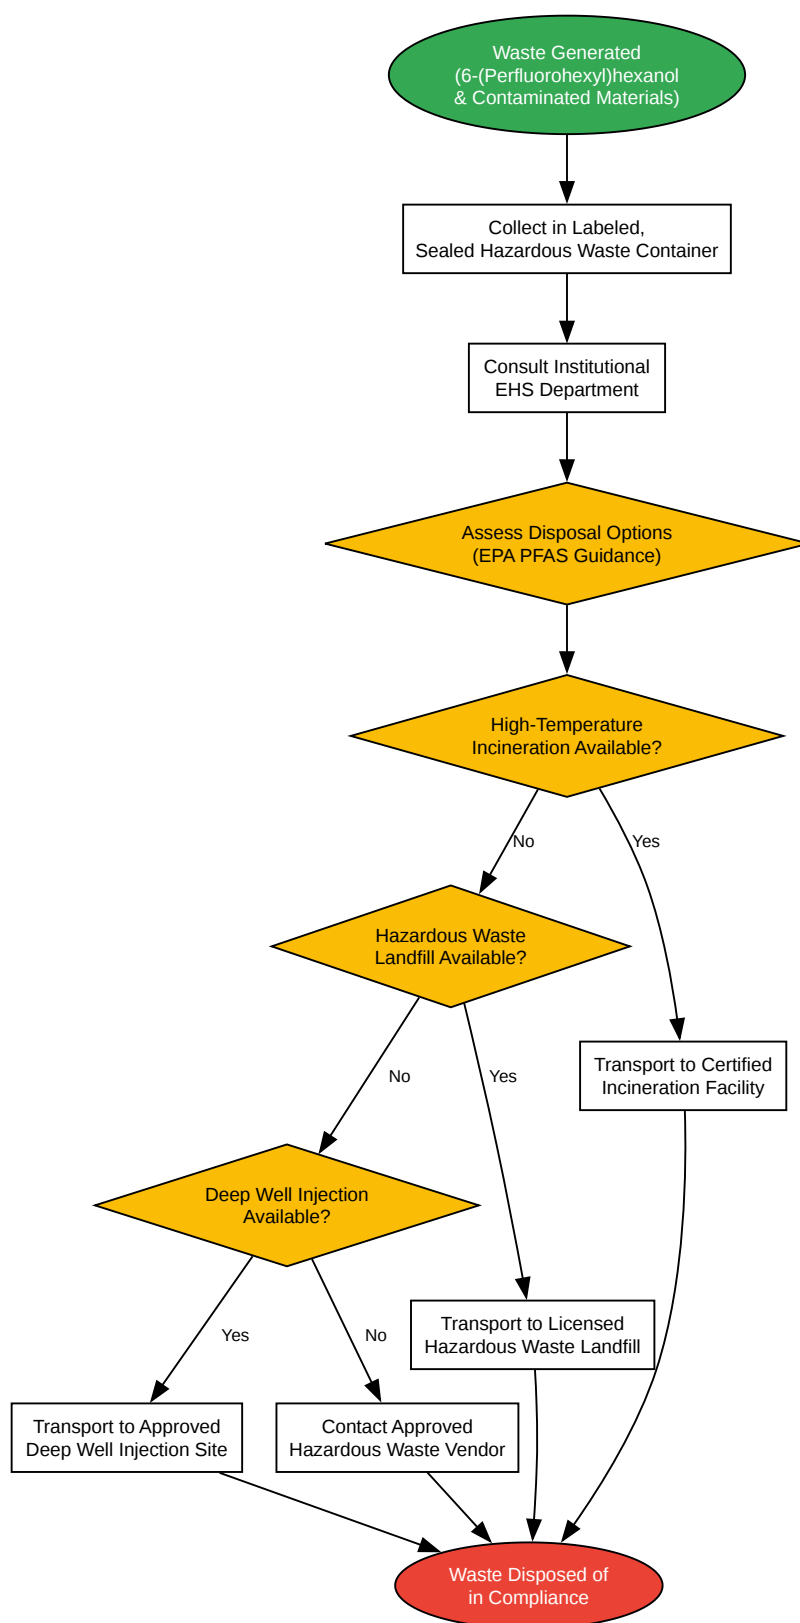 Waste Generated
(6-(Perfluorohexyl)hexanol
& Contaminated Materials)
Collect in Labeled,
Sealed Hazardous Waste Container
Consult Institutional
EHS Department
Assess Disposal Options
(EPA PFAS Guidance)
High-Temperature
Incineration Available?
No
Yes
Hazardous Waste
Landfill Available?
Transport to Certified
Incineration Facility
No
Yes
Deep Well Injection
Available?
Transport to Licensed
Hazardous Waste Landfill
Yes
No
Transport to Approved
Deep Well Injection Site
Contact Approved
Hazardous Waste Vendor
Waste Disposed of
in Compliance